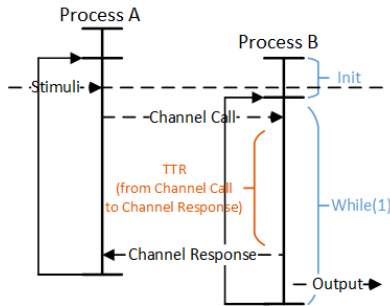 Process A
Process B
Init
Stimuli
Channel Call
TTR
(from Channel Call
to Channel Response)
While(1)
Channel Response
Output